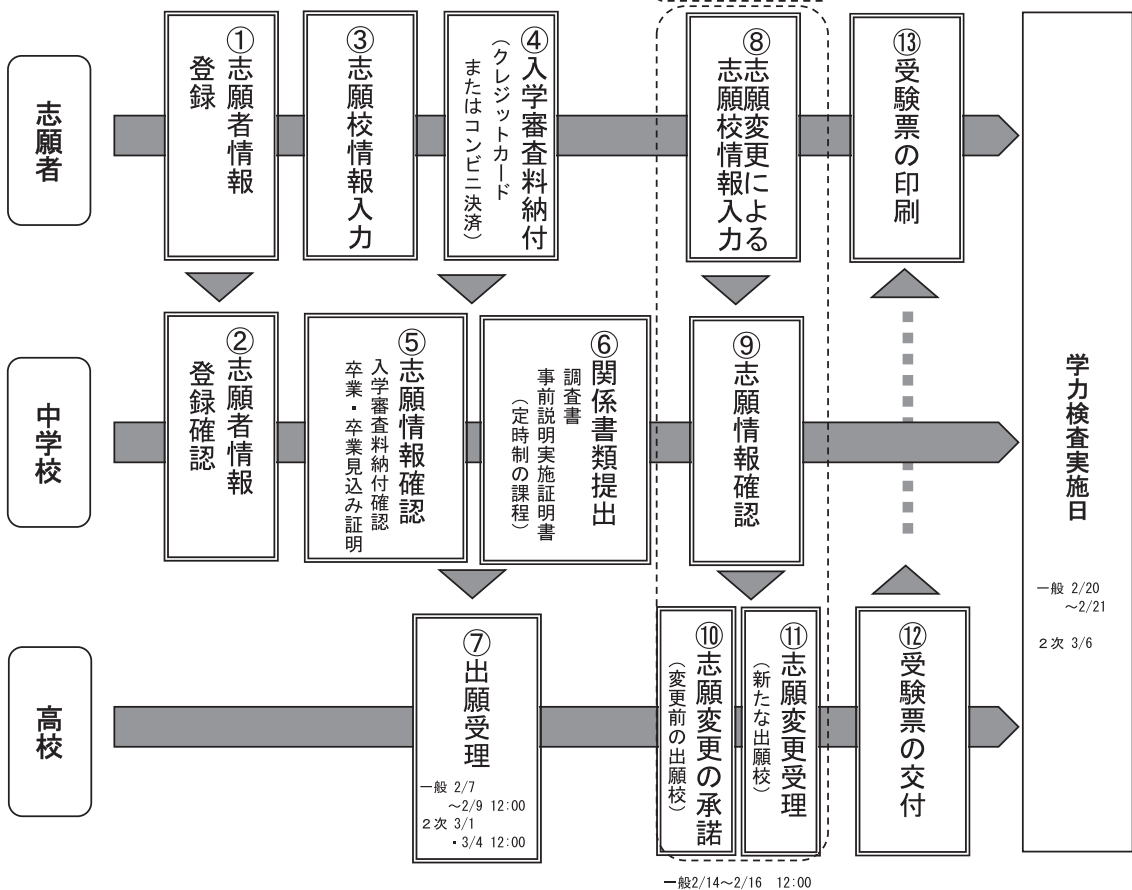 志願者
①志願者情報
登録
③志願校情報入力
④入学審査料納付
（クレジットカード
またはコンビニ決済）
⑧志願変更による
志願校情報入力
⑬受験票の印刷
中学校
②志願者情報
登録確認
⑤志願情報確認
入学審査料納付確認
卒業・卒業見込み証明
⑥関係書類提出
調査書
事前説明実施証明書
（定時制の課程）
⑨志願情報確認
高校
⑦出願受理
一般 2/7
～2/9 12:00
２次 3/1
・3/4 12:00
⑩志願変更の承諾
（変更前の出願校）
⑪志願変更受理
（新たな出願校）
⑫受験票の交付
一般2/14～2/16 12:00
学力検査実施日
一般 2/20
～2/21
２次 3/6